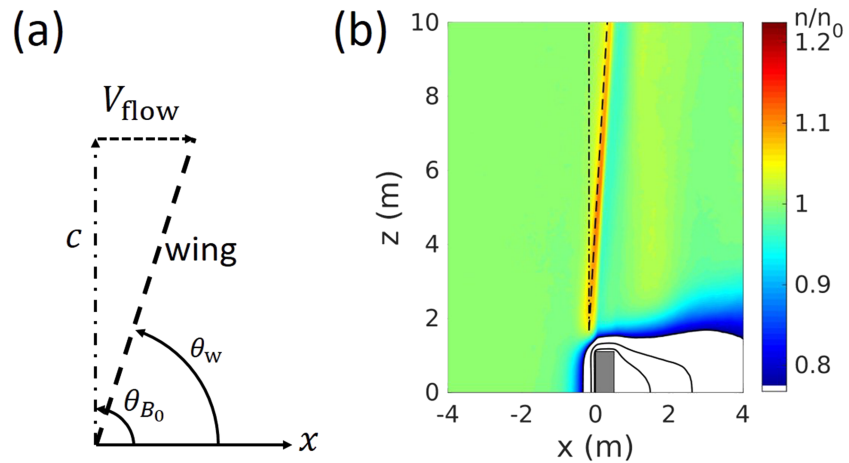 (a)
V_flow
c
wing
θ_w
θ_B₀
x
(b)
n/n₀
10
8
6
4
2
0
z (m)
-4
-2
0
2
4
x (m)
1.2
1.1
1
0.9
0.8